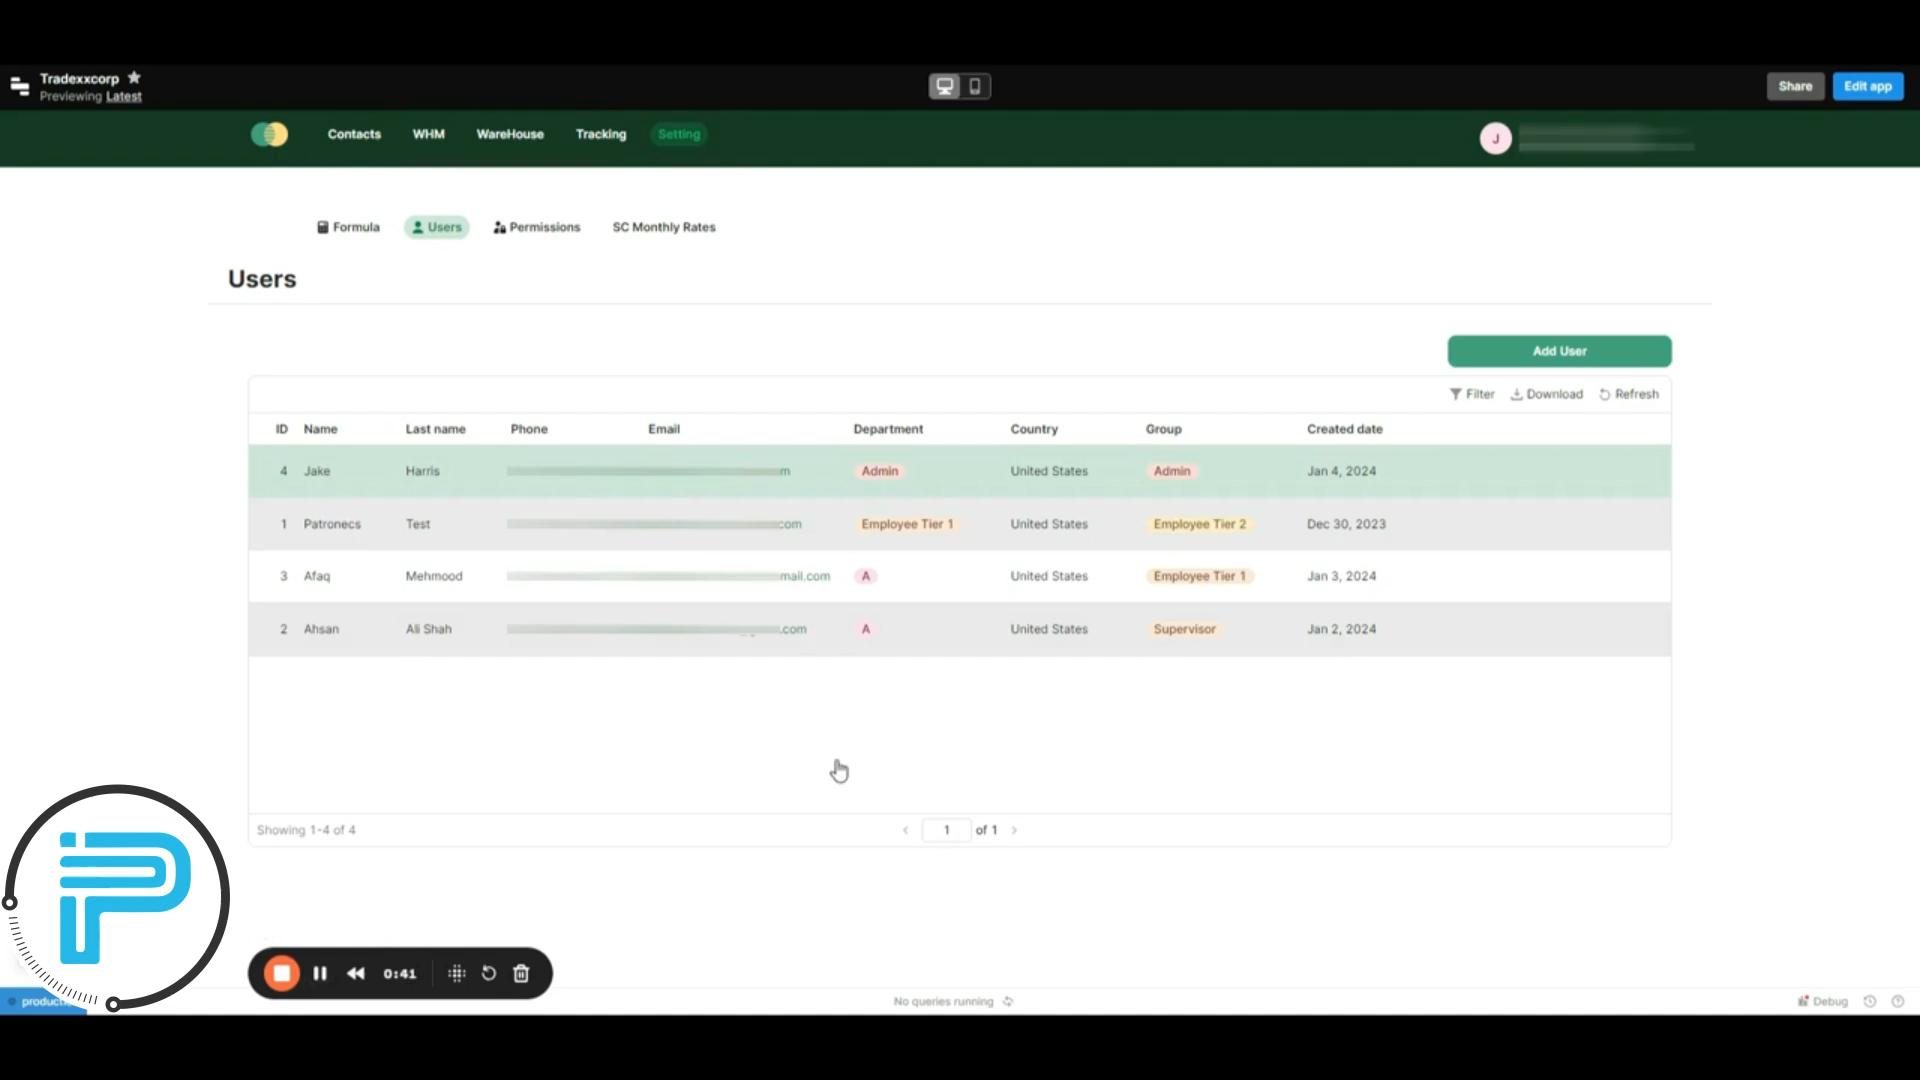 Tradexxcorp
Previewing Latest
Share
Edit app
Contacts
WHM
WareHouse
Tracking
Setting
J
Formula
Users
Permissions
SC Monthly Rates
Users
Add User
Filter
Download
Refresh
ID Name Last name Phone Email Department Country Group Created date
4 Jake Harris m Admin United States Admin Jan 4, 2024
1 Patronecs Test com Employee Tier 1 United States Employee Tier 2 Dec 30, 2023
3 Afaq Mehmood mail.com A United States Employee Tier 1 Jan 3, 2024
2 Ahsan Ali Shah .com A United States Supervisor Jan 2, 2024
Showing 1-4 of 4
1 of 1
P
0:41
No queries running
Debug